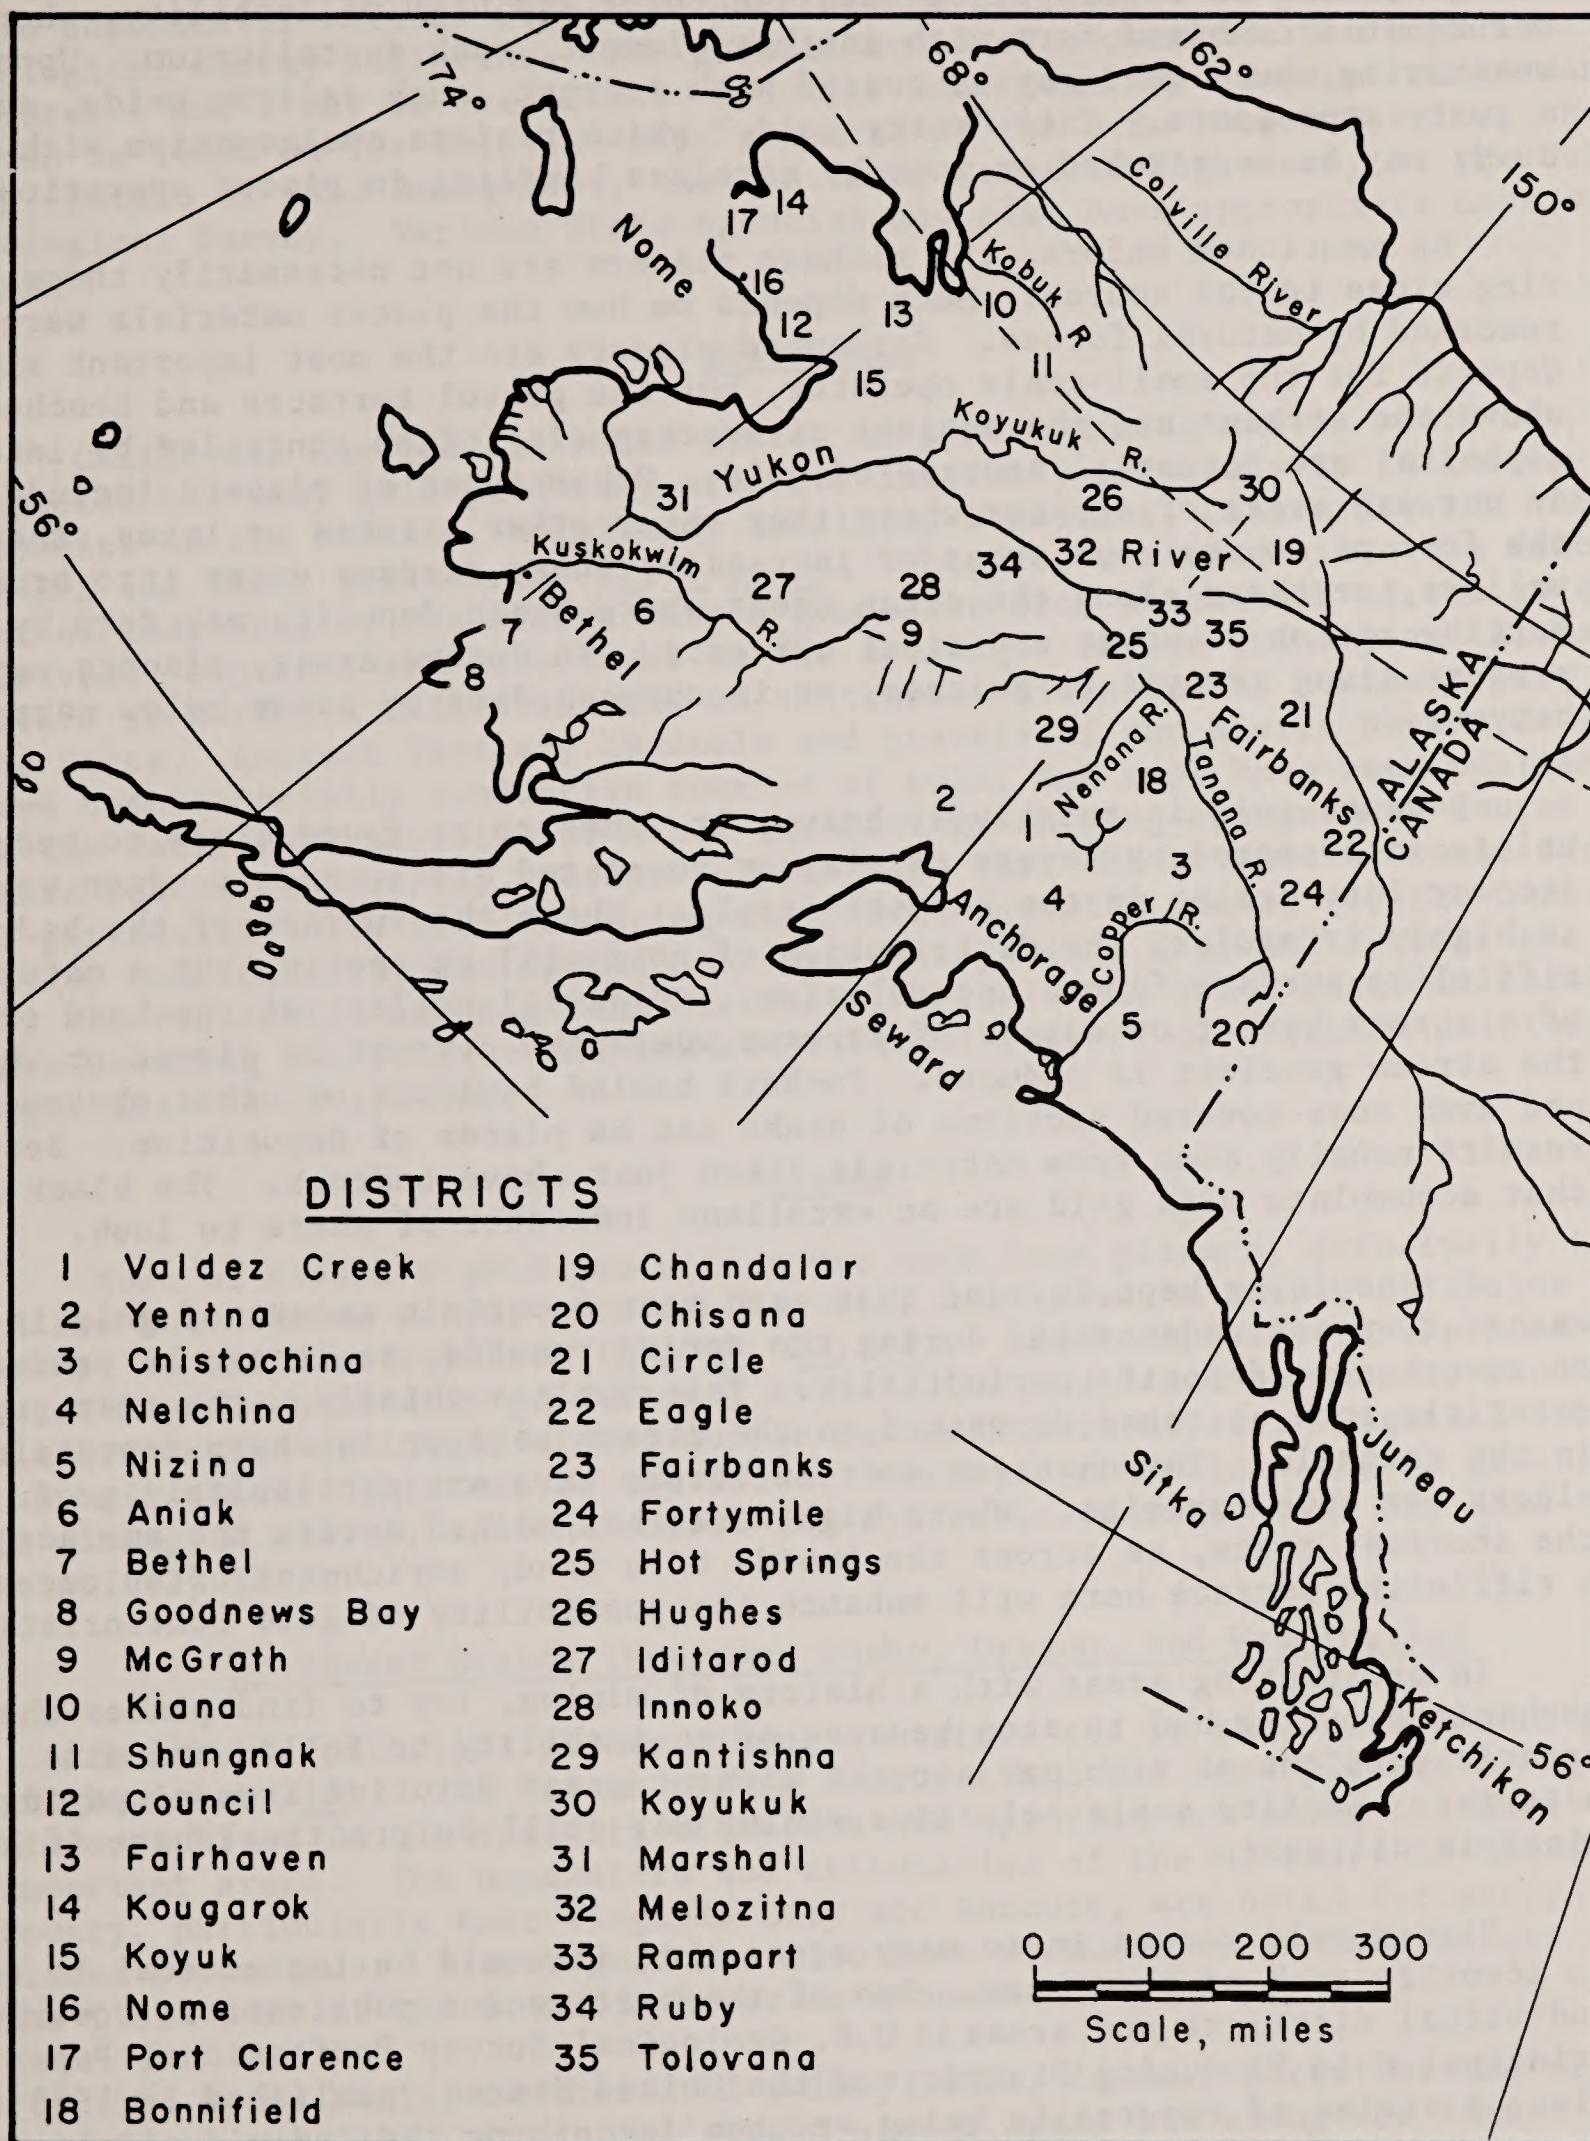 174°
68°
162°
150°
Colville River
Nome
17
14
16
12
13
Kobuk R
10
11
15
Koyukuk R.
Yukon River
31
26
30
56°
Kuskokwim R.
27
28
34
32
19
33
6
7
9
35
25
Bethel
8
23
21
29
Nenana R.
18
Tanana R.
Fairbanks
ALASKA
CANADA
2
1
22
3
4
24
Anchorage
Copper R.
5
20
Seward
Sitka
Juneau
Ketchikan
56°
DISTRICTS
1 Valdez Creek
2 Yentna
3 Chistochina
4 Nelchina
5 Nizina
6 Aniak
7 Bethel
8 Goodnews Bay
9 McGrath
10 Kiana
11 Shungnak
12 Council
13 Fairhaven
14 Kougarok
15 Koyuk
16 Nome
17 Port Clarence
18 Bonnifield
19 Chandalar
20 Chisana
21 Circle
22 Eagle
23 Fairbanks
24 Fortymile
25 Hot Springs
26 Hughes
27 Iditarod
28 Innoko
29 Kantishna
30 Koyukuk
31 Marshall
32 Melozitna
33 Rampart
34 Ruby
35 Tolovana
0 100 200 300
Scale, miles